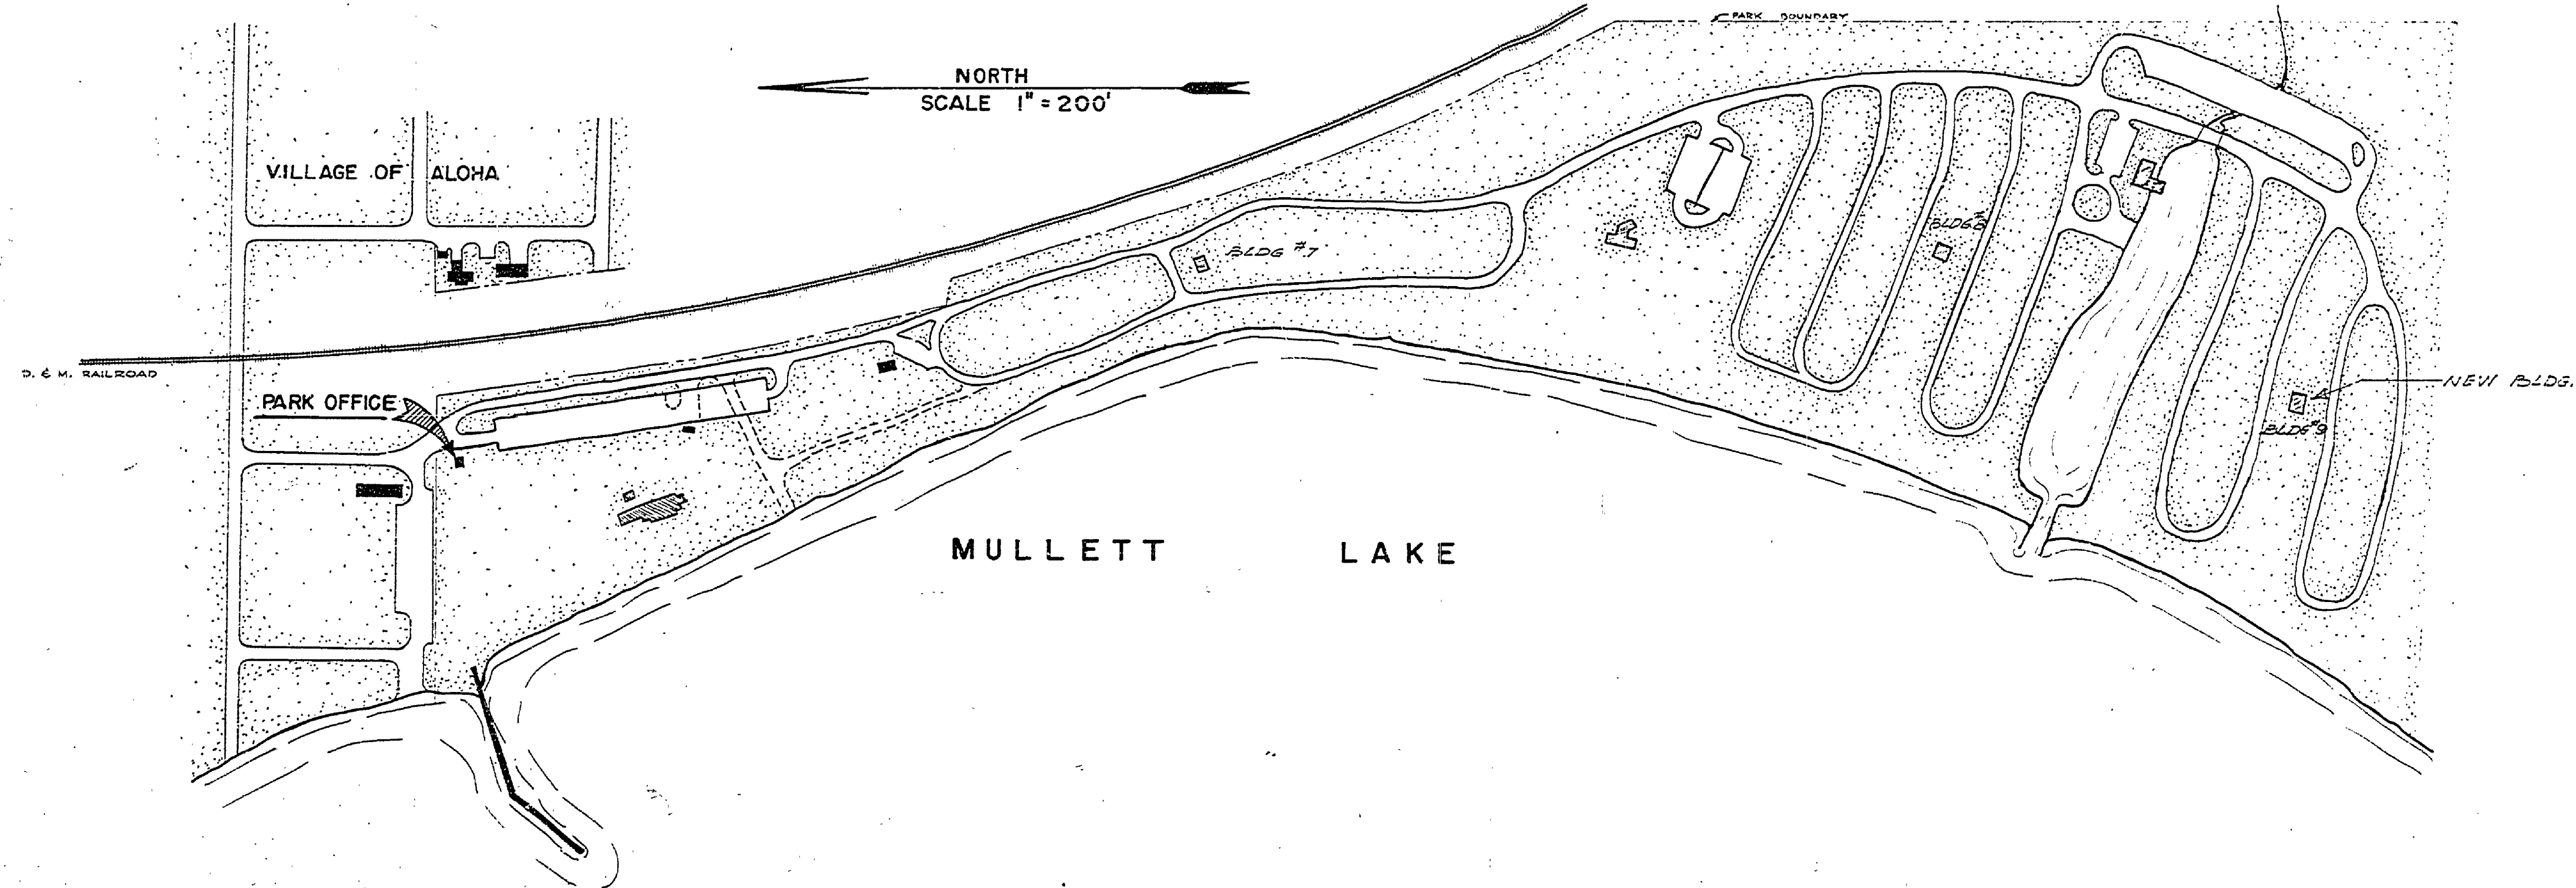 PARK BOUNDARY
NORTH
SCALE 1" = 200'
VILLAGE OF ALOHA
BLDG #7
BLDG #8
D. & M. RAILROAD
PARK OFFICE
NEW BLDG.
BLDG #9
MULLETT LAKE